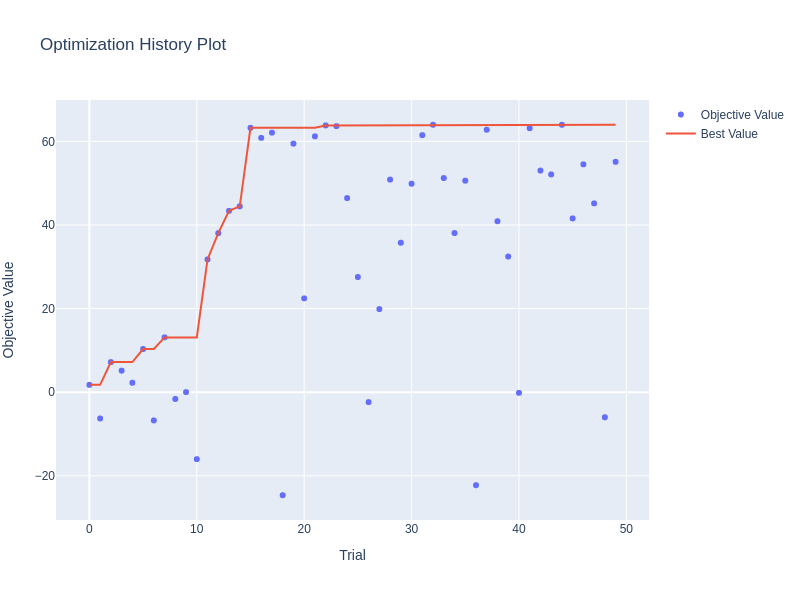 Optimization History Plot
Objective Value
Best Value
60
40
20
0
−20
0
10
20
30
40
50
Trial
Objective Value